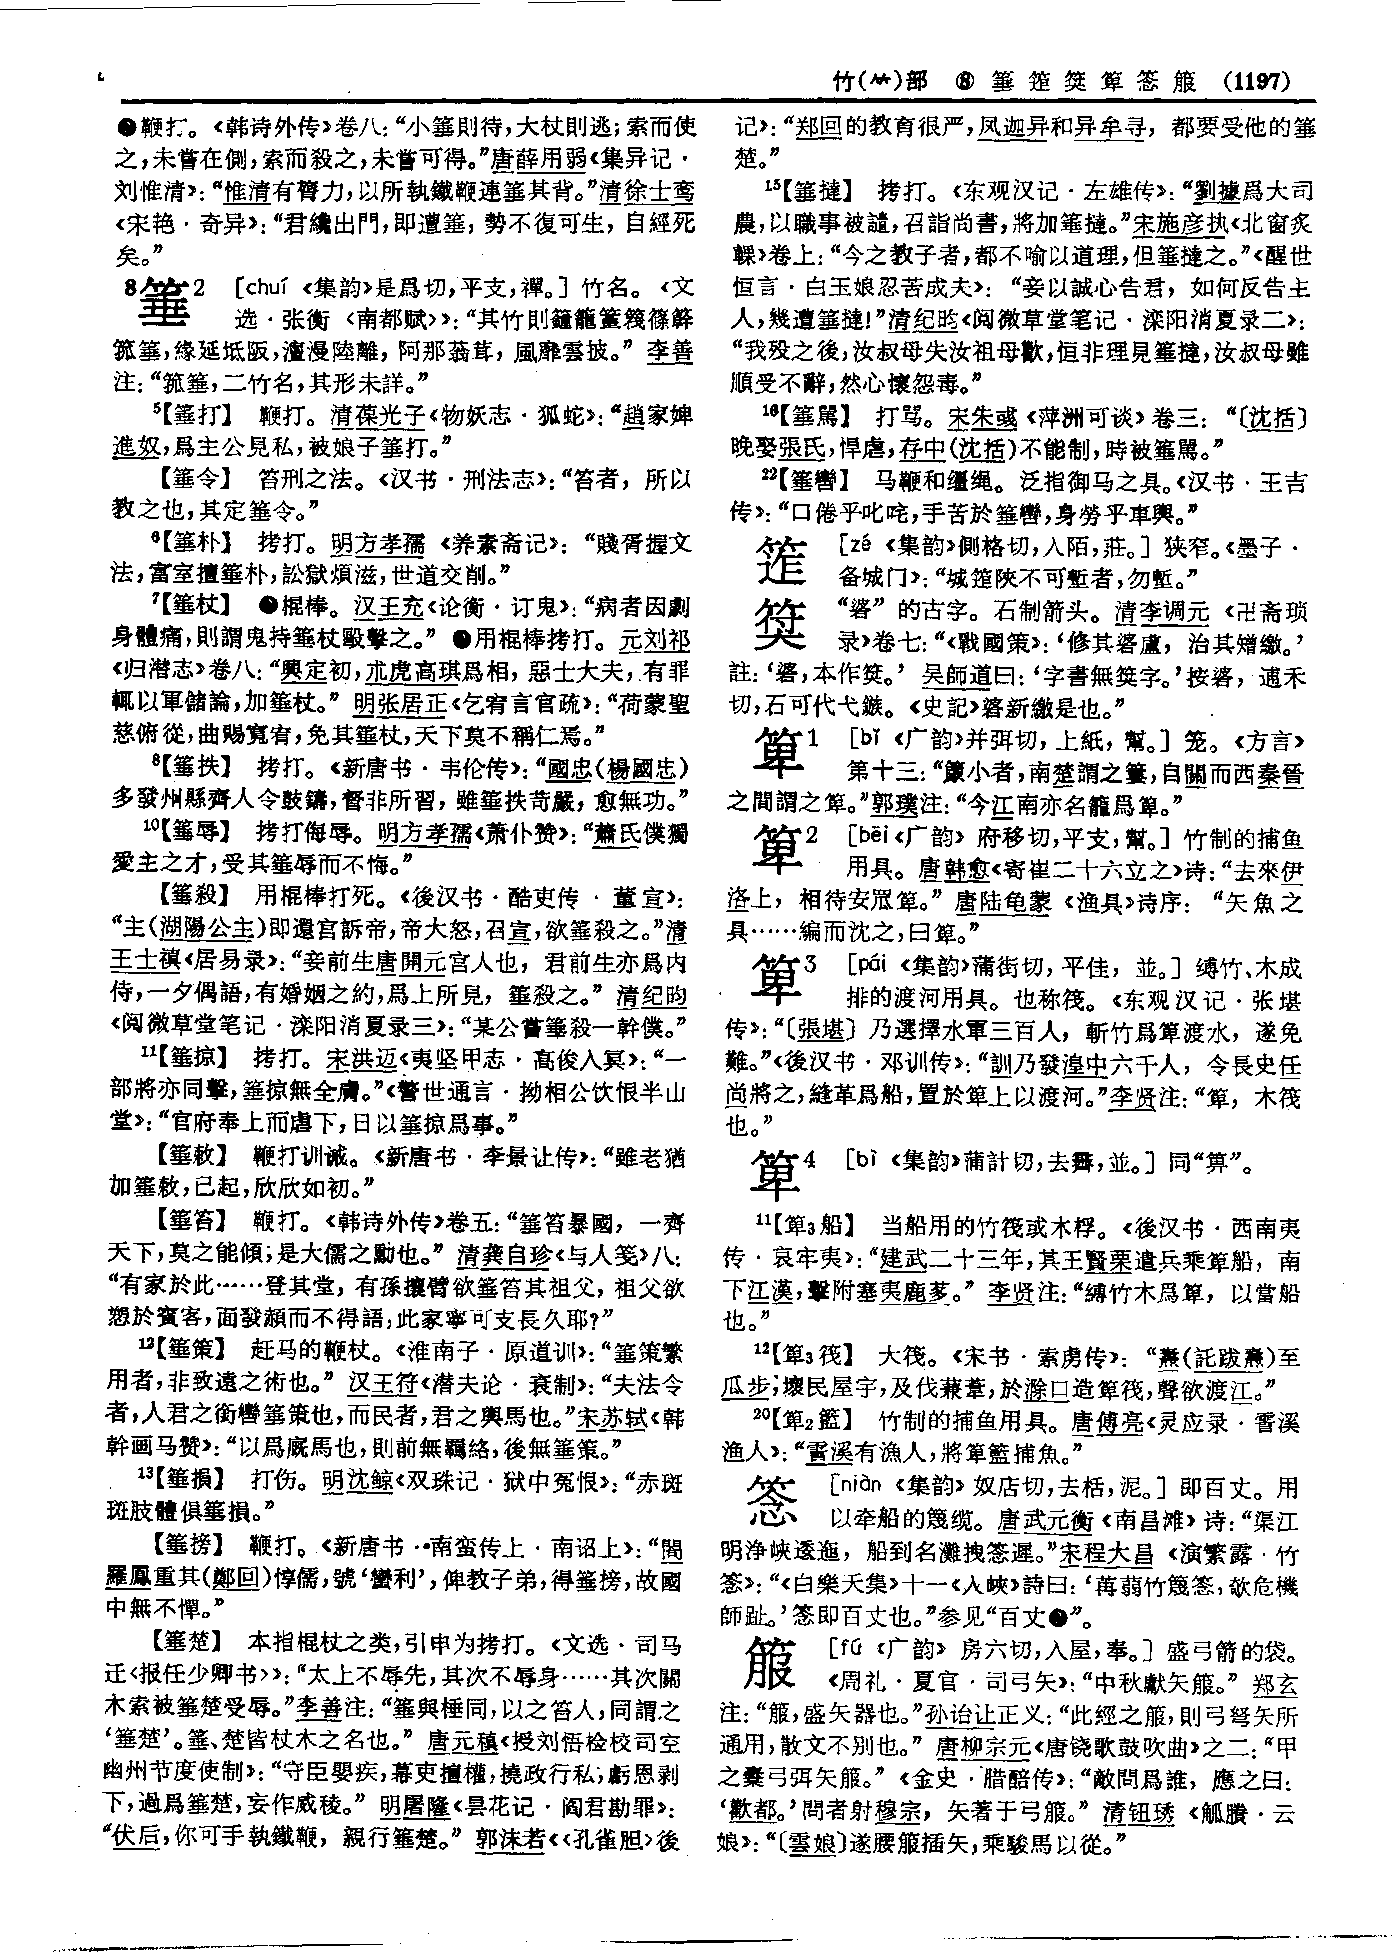 竹(⺮)部 ⑧ 箠 筰 筽 箄 箞 箙 (1197)
❸鞭打。《韩诗外传》卷八：“小箠則待，大杖則逃；索而使
之，未嘗在側，索而殺之，未嘗可得。”唐薛用弱《集异记·
刘惟清》：“惟清有膂力，以所執鐵鞭連箠其背。”清徐士鸾
《宋艳·奇异》：“君纔出門，即遭箠，勢不復可生，自經死
矣。”
8箠2 [chuí 《集韵》是爲切，平支，禪。] 竹名。《文
选·张衡〈南都赋〉》：“其竹則籦籠篁篾篠簳
箛箠，緣延坻阪，澶漫陸離，阿那蓊茸，風靡雲披。”李善
注：“箛箠，二竹名，其形未詳。”
5【箠打】 鞭打。清葆光子《物妖志·狐蛇》：“趙家婢
進奴，爲主公見私，被娘子箠打。”
【箠令】 笞刑之法。《汉书·刑法志》：“笞者，所以
教之也，其定箠令。”
6【箠朴】 拷打。明方孝孺《养素斋记》：“賤胥握文
法，富室擅箠朴，訟獄煩滋，世道交削。”
7【箠杖】 ❶棍棒。汉王充《论衡·订鬼》：“病者困劇
身體痛，則謂鬼持箠杖毆擊之。”❷用棍棒拷打。元刘祁
《归潜志》卷八：“興定初，朮虎高琪爲相，惡士大夫，有罪
輒以軍儲論，加箠杖。”明张居正《乞宥言官疏》：“荷蒙聖
慈俯從，曲賜寬宥，免其箠杖，天下莫不稱仁焉。”
8【箠扶】 拷打。《新唐书·韦伦传》：“國忠(楊國忠)
多發州縣齊人令鼓鑄，督非所習，雖箠扶苛嚴，愈無功。”
10【箠辱】 拷打侮辱。明方孝孺《萧仆赞》：“蕭氏僕獨
愛主之才，受其箠辱而不悔。”
【箠殺】 用棍棒打死。《後汉书·酷吏传·董宣》：
“主(湖陽公主)即還宫訴帝，帝大怒，召宣，欲箠殺之。”清
王士禛《居易录》：“妾前生唐開元宫人也，君前生亦爲内
侍，一夕偶語，有婚姻之約，爲上所見，箠殺之。”清纪昀
《阅微草堂笔记·滦阳消夏录三》：“某公嘗箠殺一幹僕。”
11【箠掠】 拷打。宋洪迈《夷坚甲志·高俊入冥》：“一
部將亦同擊，箠掠無全膚。”《警世通言·拗相公饮恨半山
堂》：“官府奉上而虐下，日以箠掠爲事。”
【箠敕】 鞭打训诫。《新唐书·李景让传》：“雖老猶
加箠敕，已起，欣欣如初。”
【箠笞】 鞭打。《韩诗外传》卷五：“箠笞暴國，一齊
天下，莫之能傾；是大儒之勳也。”清龚自珍《与人笺》八：
“有家於此……登其堂，有孫攘臂欲箠笞其祖父，祖父欲
愬於賓客，面發頳而不得語；此家寧可支長久耶？”
12【箠策】 赶马的鞭杖。《淮南子·原道训》：“箠策繁
用者，非致遠之術也。”汉王符《潜夫论·衰制》：“夫法令
者，人君之銜轡箠策也，而民者，君之輿馬也。”宋苏轼《韩
幹画马赞》：“以爲厩馬也，則前無羈絡，後無箠策。”
13【箠損】 打伤。明沈鲸《双珠记·狱中冤恨》：“赤斑
斑肢體俱箠損。”
【箠搒】 鞭打。《新唐书·南蛮传上·南诏上》：“閤
羅鳳重其(鄭回)惇儒，號‘蠻利’，俾教子弟，得箠搒，故國
中無不憚。”
【箠楚】 本指棍杖之类，引申为拷打。《文选·司马
迁〈报任少卿书〉》：“太上不辱先，其次不辱身……其次關
木索被箠楚受辱。”李善注：“箠與棰同，以之笞人，同謂之
‘箠楚’。箠、楚皆杖木之名也。”唐元稹《授刘悟检校司空
幽州节度使制》：“守臣嬰疾，幕吏擅權，撓政行私，虧恩剥
下，過爲箠楚，妄作威稜。”明屠隆《昙花记·阎君勘罪》：
“伏后，你可手執鐵鞭，親行箠楚。”郭沫若《〈孔雀胆〉後
记》：“郑回的教育很严，凤迦异和异牟寻，都要受他的箠
楚。”
15【箠撻】 拷打。《东观汉记·左雄传》：“劉據爲大司
農，以職事被譴，召詣尚書，將加箠撻。”宋施彦执《北窗炙
輠》卷上：“今之教子者，都不喻以道理，但箠撻之。”《醒世
恒言·白玉娘忍苦成夫》：“妾以誠心告君，如何反告主
人，幾遭箠撻！”清纪昀《阅微草堂笔记·滦阳消夏录二》：
“我殁之後，汝叔母失汝祖母歡，恒非理見箠撻，汝叔母雖
順受不辭，然心懷怨毒。”
16【箠駡】 打骂。宋朱彧《萍洲可谈》卷三：“〔沈括〕
晚娶張氏，悍虐，存中(沈括)不能制，時被箠駡。”
22【箠轡】 马鞭和缰绳。泛指御马之具。《汉书·王吉
传》：“口倦乎叱咤，手苦於箠轡，身勞乎車輿。”
[zé 《集韵》側格切，入陌，莊。] 狭窄。《墨子·
备城门》：“城筰陜不可塹者，勿塹。”
“碆”的古字。石制箭头。清李调元《卍斋琐
录》卷七：“《戰國策》：‘修其碆盧，治其矰繳。’
吴師道曰：‘字書無
切，石可代弋鏃。《史記》碆新繳是也。”
箄1 [bǐ 《广韵》并弭切，上紙，幫。] 笼。《方言》
第十三：“簝小者，南楚謂之簍，自關而西秦晉
之間謂之箄。”郭璞注：“今江南亦名籠爲箄。”
箄2 [bēi《广韵》府移切，平支，幫。] 竹制的捕鱼
用具。唐韩愈《寄崔二十六立之》诗：“去來伊
洛上，相待安罛箄。”唐陆龟蒙《渔具》诗序：“矢魚之
具……編而沈之，曰箄。”
箄3 [pái 《集韵》蒲街切，平佳，並。] 缚竹、木成
排的渡河用具。也称筏。《东观汉记·张堪
传》：“〔張堪〕乃選擇水軍三百人，斬竹爲箄渡水，遂免
難。”《後汉书·邓训传》：“訓乃發湟中六千人，令長史任
尚將之，縫革爲船，置於箄上以渡河。”李贤注：“箄，木筏
也。”
箄4 [bì 《集韵》蒲計切，去霽，並。] 同“箅”。
11【箄3船】 当船用的竹筏或木桴。《後汉书·西南夷
传·哀牢夷》：“建武二十三年，其王賢栗遣兵乘箄船，南
下江漢，擊附塞夷鹿茤。”李贤注：“縛竹木爲箄，以當船
也。”
12【箄3筏】 大筏。《宋书·索虏传》：“燾(託跋燾)至
瓜步，壞民屋宇，及伐蒹葦，於滁口造箄筏，聲欲渡江。”
20【箄2籃】 竹制的捕鱼用具。唐傅亮《灵应录·霅溪
渔人》：“霅溪有漁人，將箄籃捕魚。”
[niàn 《集韵》奴店切，去栝，泥。] 即百丈。用
以牵船的篾缆。唐武元衡《南昌滩》诗：“渠江
明净峽逶迤，船到名灘拽䇞遲。”宋程大昌《演繁露·竹
䇞》：“《白樂天集》十一《入峽》詩曰：‘苒蒻竹篾䇞，欹危機
師趾。’䇞即百丈也。”参见“百丈❷”。
箙 [fú 《广韵》房六切，入屋，奉。] 盛弓箭的袋。
《周礼·夏官·司弓矢》：“中秋獻矢箙。”郑玄
注：“箙，盛矢器也。”孙诒让正义：“此經之箙，則弓弩矢所
通用，散文不别也。”唐柳宗元《唐铙歌鼓吹曲》之二：“甲
之櫜弓弭矢箙。”《金史·腊醅传》：“敵問爲誰，應之曰：
‘歡都。’問者射穆宗，矢著于弓箙。”清钮琇《觚賸·云
娘》：“〔雲娘〕遂腰箙插矢，乘駿馬以從。”